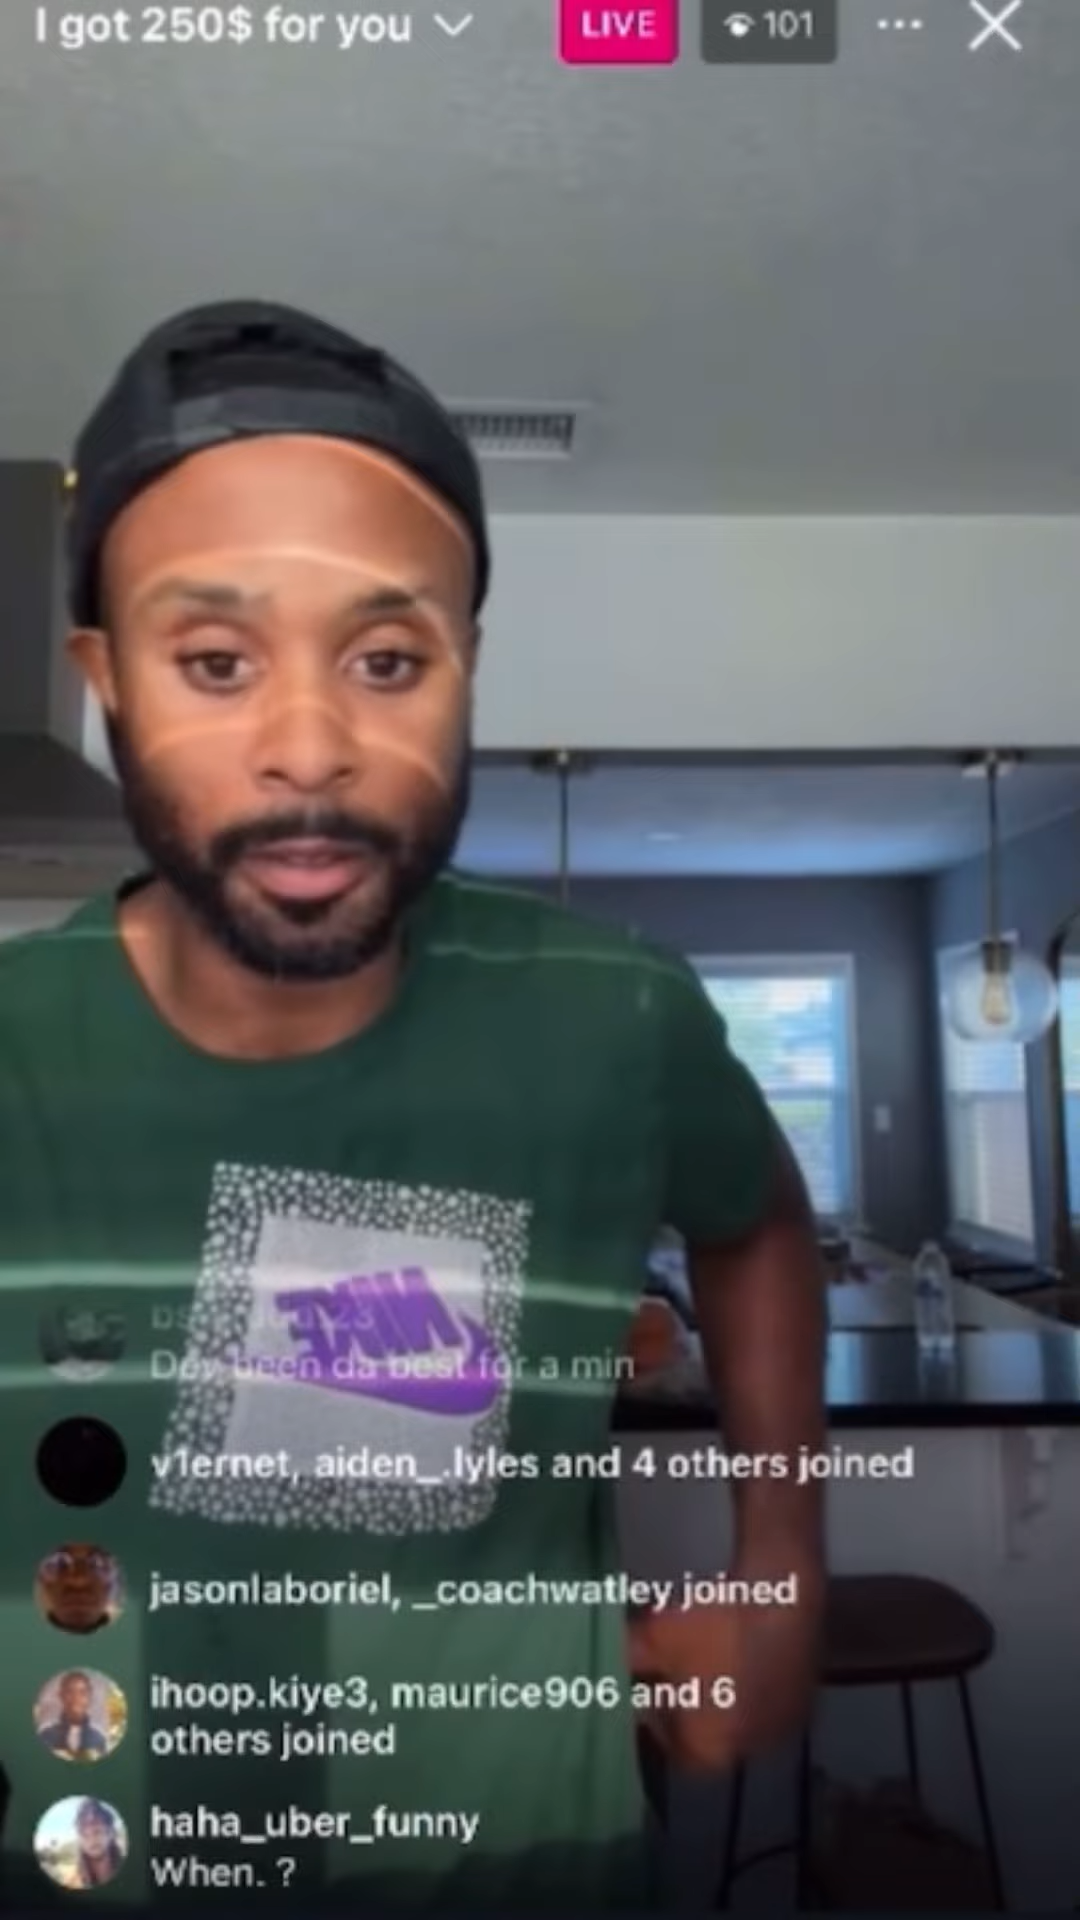 I got 250$ for you
LIVE
101
NIKE
Dey been da best for a min
v1ernet, aiden_.lyles and 4 others joined
jasonlaboriel, _coachwatley joined
ihoop.kiye3, maurice906 and 6
others joined
haha_uber_funny
When. ?